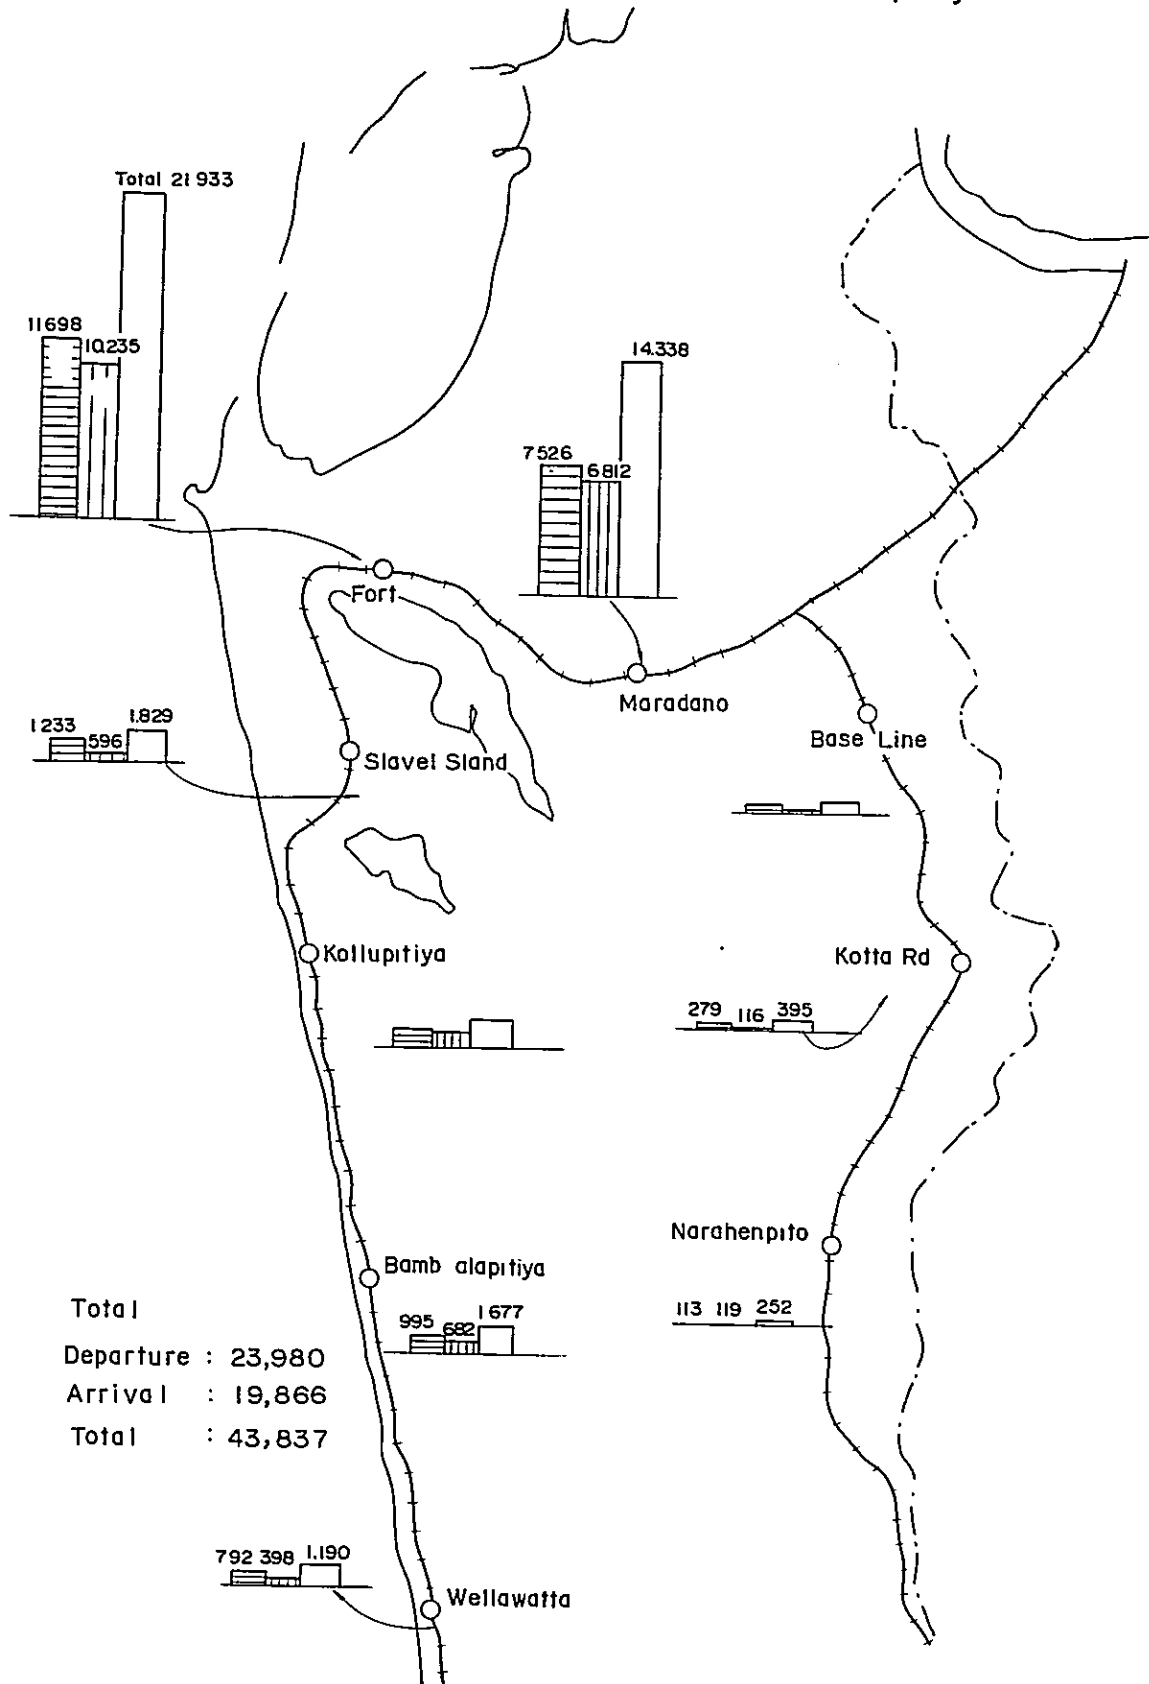 Total 21 933
11698
10.235
14.338
7 526
6 812
Fort
Maradano
1 233
596
1.829
Slavel Sland
Base Line
Kollupitiya
Kotta Rd
279
116
395
Narahenpito
Bamb alapitiya
113 119 252
995
682
1 677
Total
Departure : 23,980
Arrival : 19,866
Total : 43,837
792 398 1.190
Wellawatta